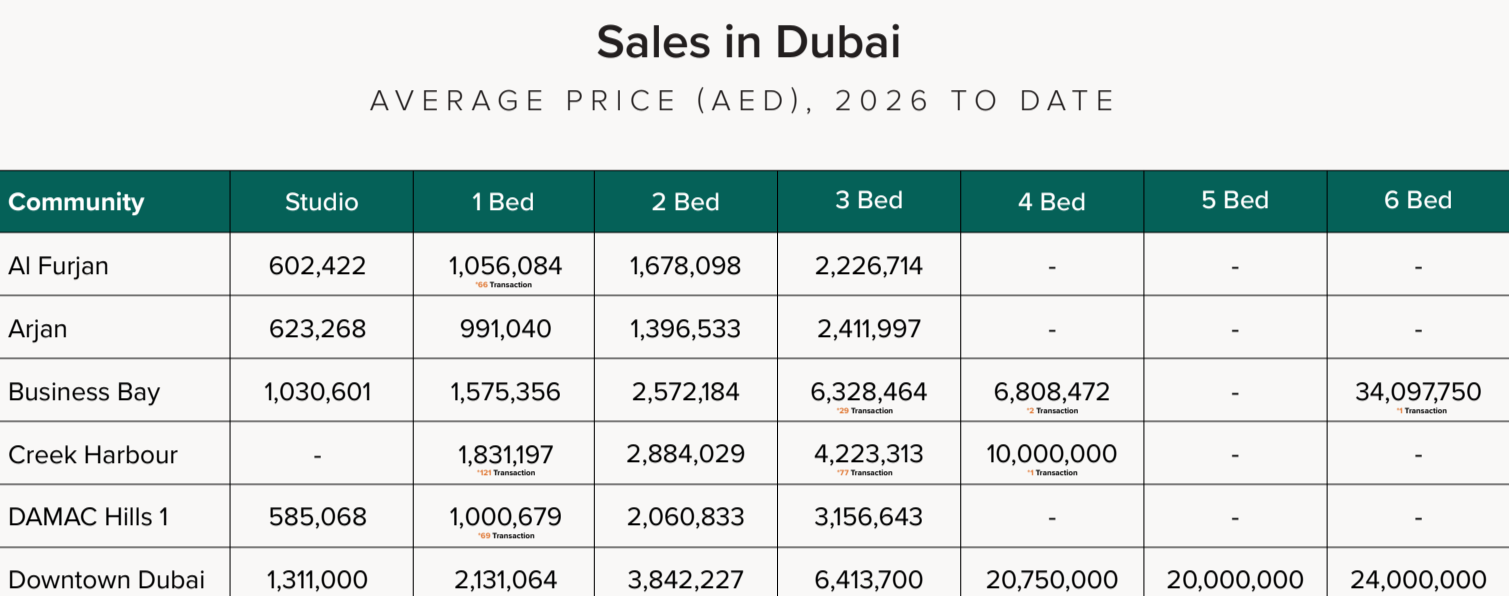 Sales in Dubai
AVERAGE PRICE (AED), 2026 TO DATE
Community Studio 1 Bed 2 Bed 3 Bed 4 Bed 5 Bed 6 Bed
Al Furjan 602,422 1,056,084 1,678,098 2,226,714 - - -
*66 Transaction
Arjan 623,268 991,040 1,396,533 2,411,997 - - -
Business Bay 1,030,601 1,575,356 2,572,184 6,328,464 6,808,472 - 34,097,750
*29 Transaction *2 Transaction *1 Transaction
Creek Harbour - 1,831,197 2,884,029 4,223,313 10,000,000 - -
*121 Transaction *77 Transaction *1 Transaction
DAMAC Hills 1 585,068 1,000,679 2,060,833 3,156,643 - - -
*69 Transaction
Downtown Dubai 1,311,000 2,131,064 3,842,227 6,413,700 20,750,000 20,000,000 24,000,000